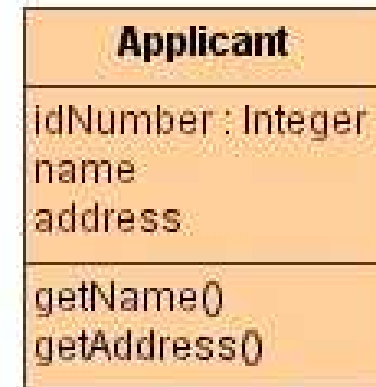 Applicant
idNumber : Integer
name
address
getName()
getAddress()